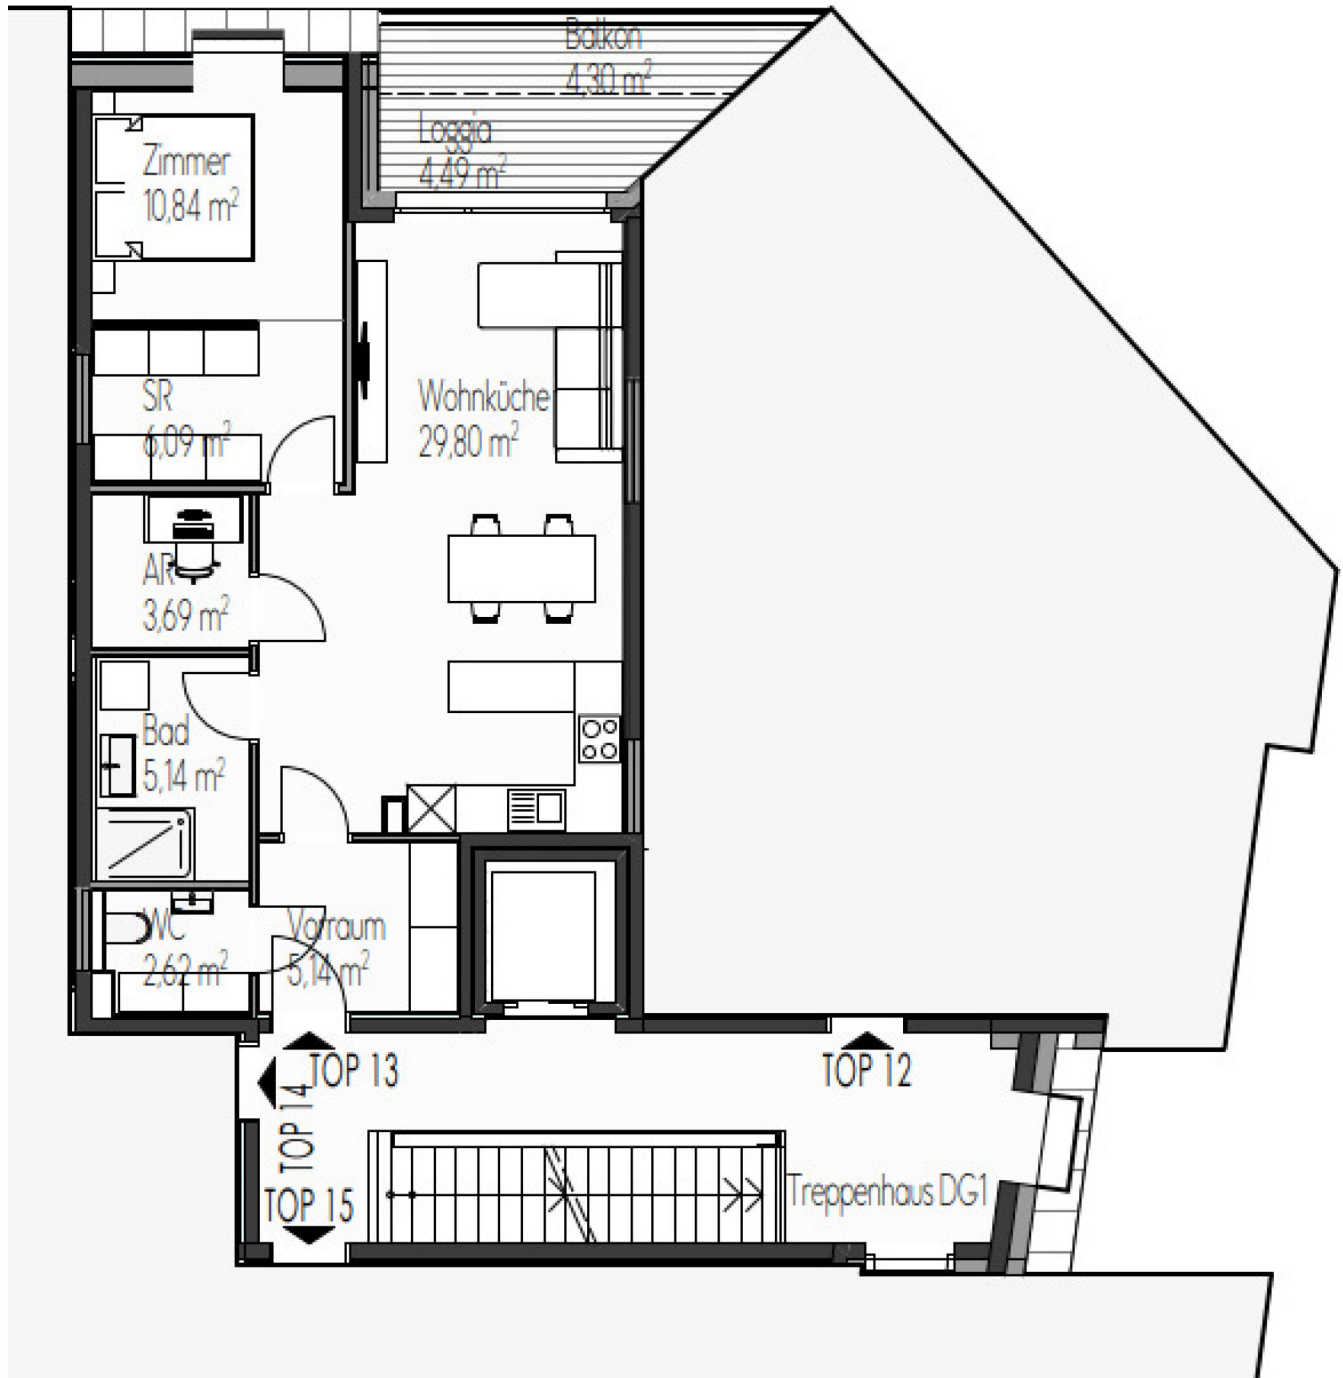 Balkon
4,30 m²
Loggia
4,49 m²
Zimmer
10,84 m²
SR
6,09 m²
Wohnküche
29,80 m²
AR
3,69 m²
Bad
5,14 m²
WC
2,62 m²
Vorraum
5,14 m²
TOP 13
TOP 12
TOP 14
TOP 15
Treppenhaus DG1